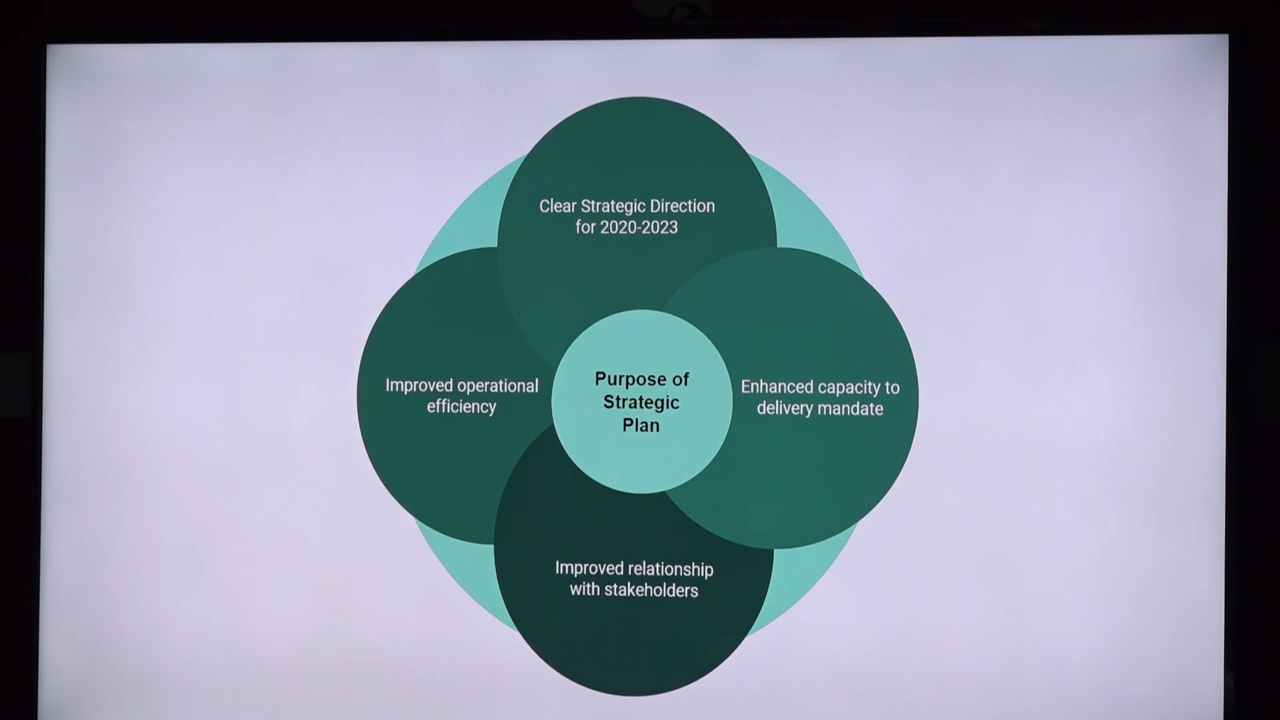 Clear Strategic Direction
for 2020-2023
Improved operational
efficiency
Purpose of
Strategic
Plan
Enhanced capacity to
delivery mandate
Improved relationship
with stakeholders